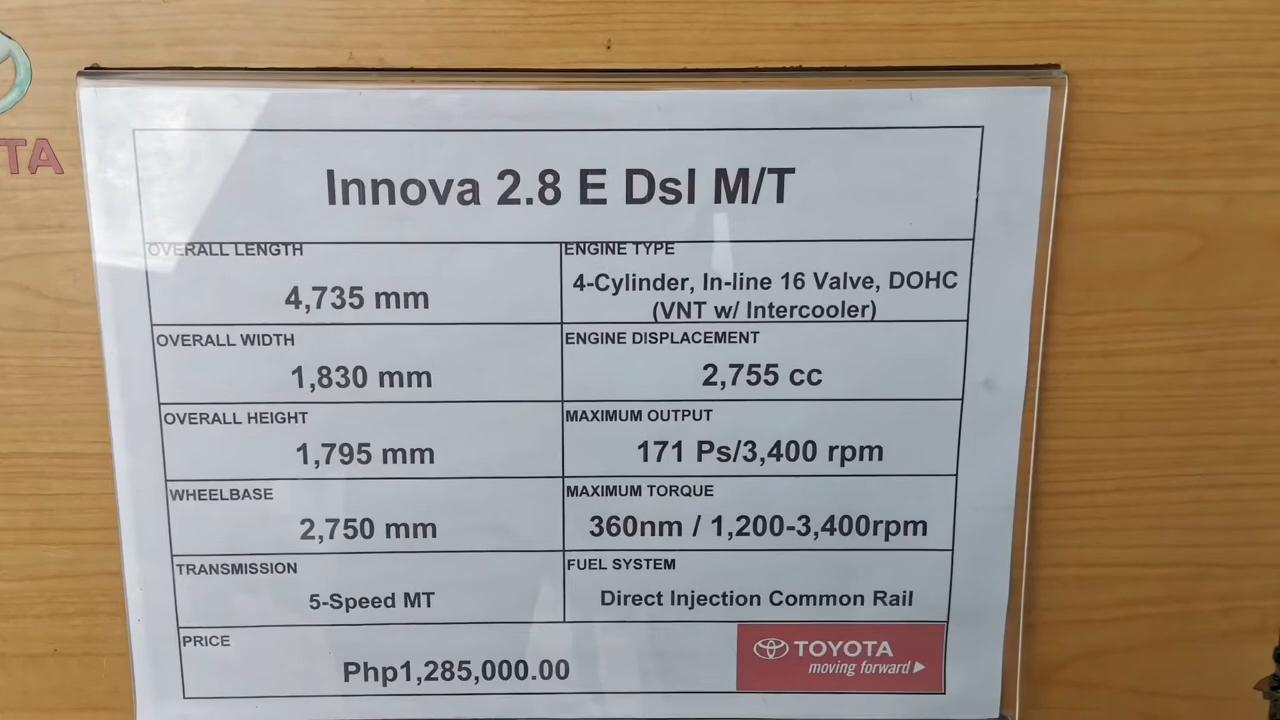 TA
Innova 2.8 E Dsl M/T
OVERALL LENGTH
4,735 mm
ENGINE TYPE
4-Cylinder, In-line 16 Valve, DOHC
(VNT w/ Intercooler)
OVERALL WIDTH
1,830 mm
ENGINE DISPLACEMENT
2,755 cc
OVERALL HEIGHT
1,795 mm
MAXIMUM OUTPUT
171 Ps/3,400 rpm
WHEELBASE
2,750 mm
MAXIMUM TORQUE
360nm / 1,200-3,400rpm
TRANSMISSION
5-Speed MT
FUEL SYSTEM
Direct Injection Common Rail
PRICE
Php1,285,000.00
TOYOTA
moving forward